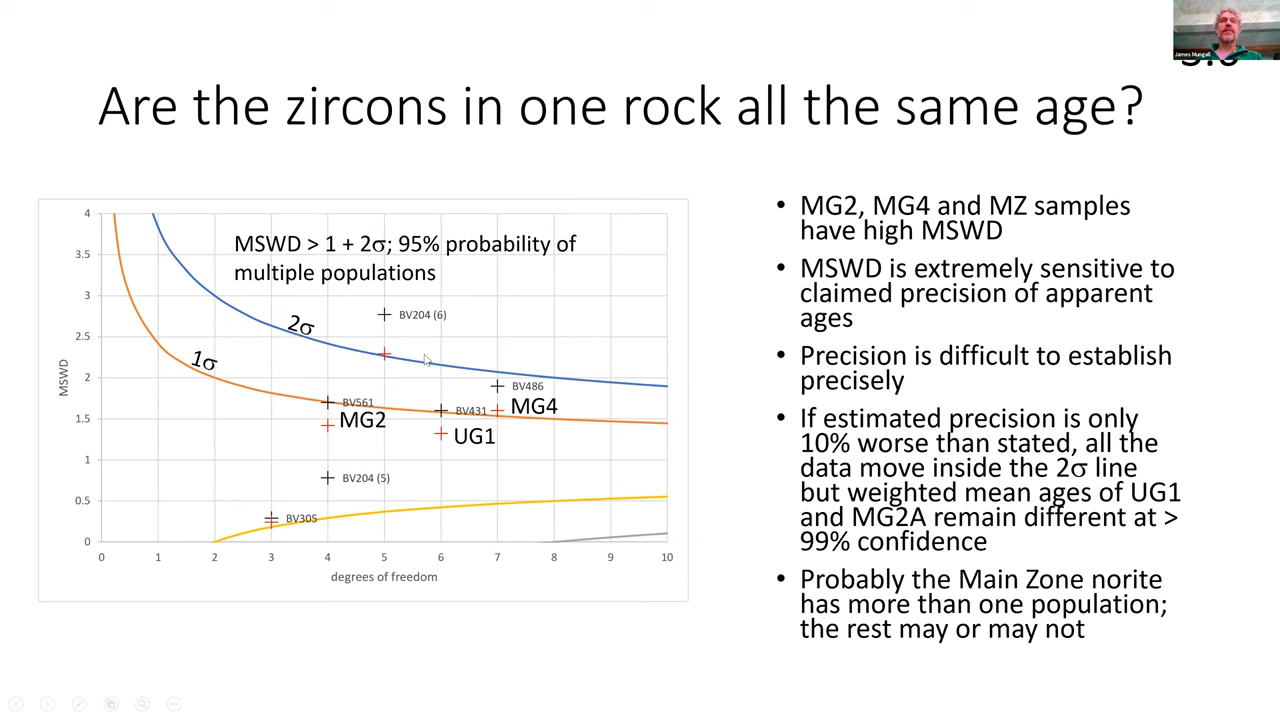 James Mungall
Are the zircons in one rock all the same age?
4
3.5
3
2.5
2
1.5
1
0.5
0
MSWD
MSWD > 1 + 2σ; 95% probability of
multiple populations
2σ
1σ
BV204 (6)
BV486
MG4
BV561
MG2
BV431
UG1
BV204 (5)
BV305
0 1 2 3 4 5 6 7 8 9 10
degrees of freedom
• MG2, MG4 and MZ samples
have high MSWD
• MSWD is extremely sensitive to
claimed precision of apparent
ages
• Precision is difficult to establish
precisely
• If estimated precision is only
10% worse than stated, all the
data move inside the 2σ line
but weighted mean ages of UG1
and MG2A remain different at >
99% confidence
• Probably the Main Zone norite
has more than one population;
the rest may or may not